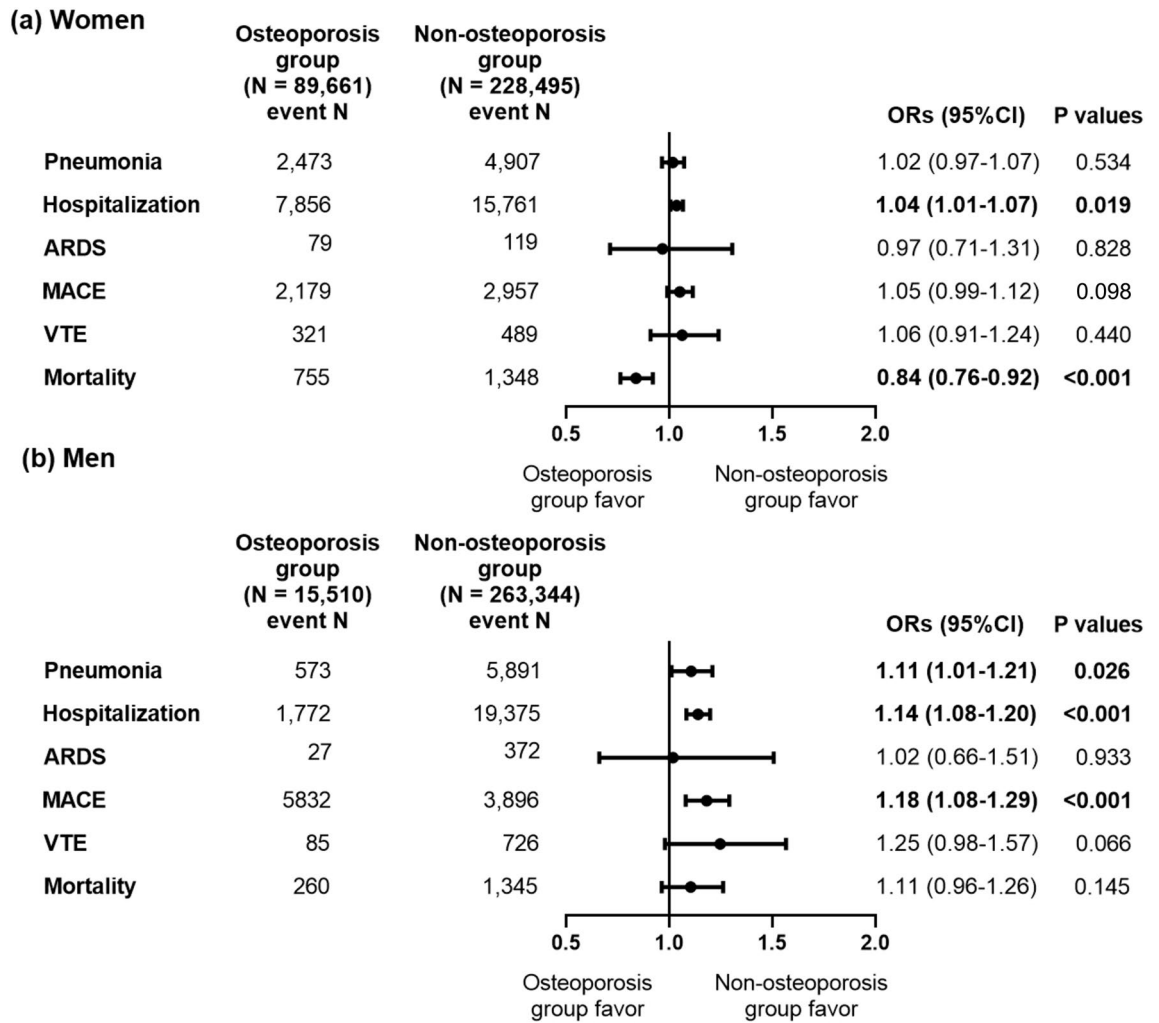 (a) Women
Osteoporosis group (N = 89,661) event N
Non-osteoporosis group (N = 228,495) event N
ORs (95%CI) P values
Pneumonia 2,473 4,907 1.02 (0.97-1.07) 0.534
Hospitalization 7,856 15,761 1.04 (1.01-1.07) 0.019
ARDS 79 119 0.97 (0.71-1.31) 0.828
MACE 2,179 2,957 1.05 (0.99-1.12) 0.098
VTE 321 489 1.06 (0.91-1.24) 0.440
Mortality 755 1,348 0.84 (0.76-0.92) <0.001
0.5 1.0 1.5 2.0
Osteoporosis group favor
Non-osteoporosis group favor
(b) Men
Osteoporosis group (N = 15,510) event N
Non-osteoporosis group (N = 263,344) event N
ORs (95%CI) P values
Pneumonia 573 5,891 1.11 (1.01-1.21) 0.026
Hospitalization 1,772 19,375 1.14 (1.08-1.20) <0.001
ARDS 27 372 1.02 (0.66-1.51) 0.933
MACE 5832 3,896 1.18 (1.08-1.29) <0.001
VTE 85 726 1.25 (0.98-1.57) 0.066
Mortality 260 1,345 1.11 (0.96-1.26) 0.145
0.5 1.0 1.5 2.0
Osteoporosis group favor
Non-osteoporosis group favor